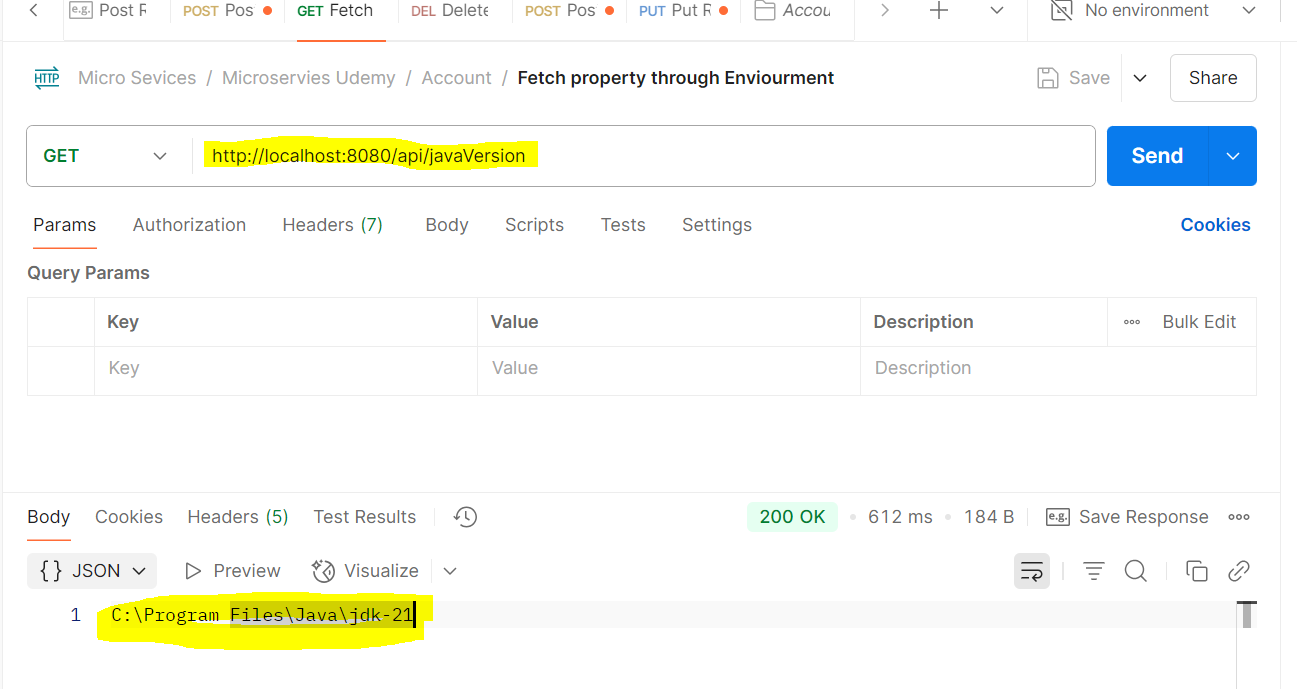 e.g. Post R POST Pos GET Fetch DEL Delete POST Pos PUT Put R Accou No environment
HTTP Micro Sevices / Microservies Udemy / Account / Fetch property through Enviourment Save Share
GET http://localhost:8080/api/javaVersion Send
Params Authorization Headers (7) Body Scripts Tests Settings Cookies
Query Params
Key Value Description Bulk Edit
Key Value Description
Body Cookies Headers (5) Test Results 200 OK 612 ms 184 B e.g. Save Response
{} JSON Preview Visualize
1 C:\Program Files\Java\jdk-21